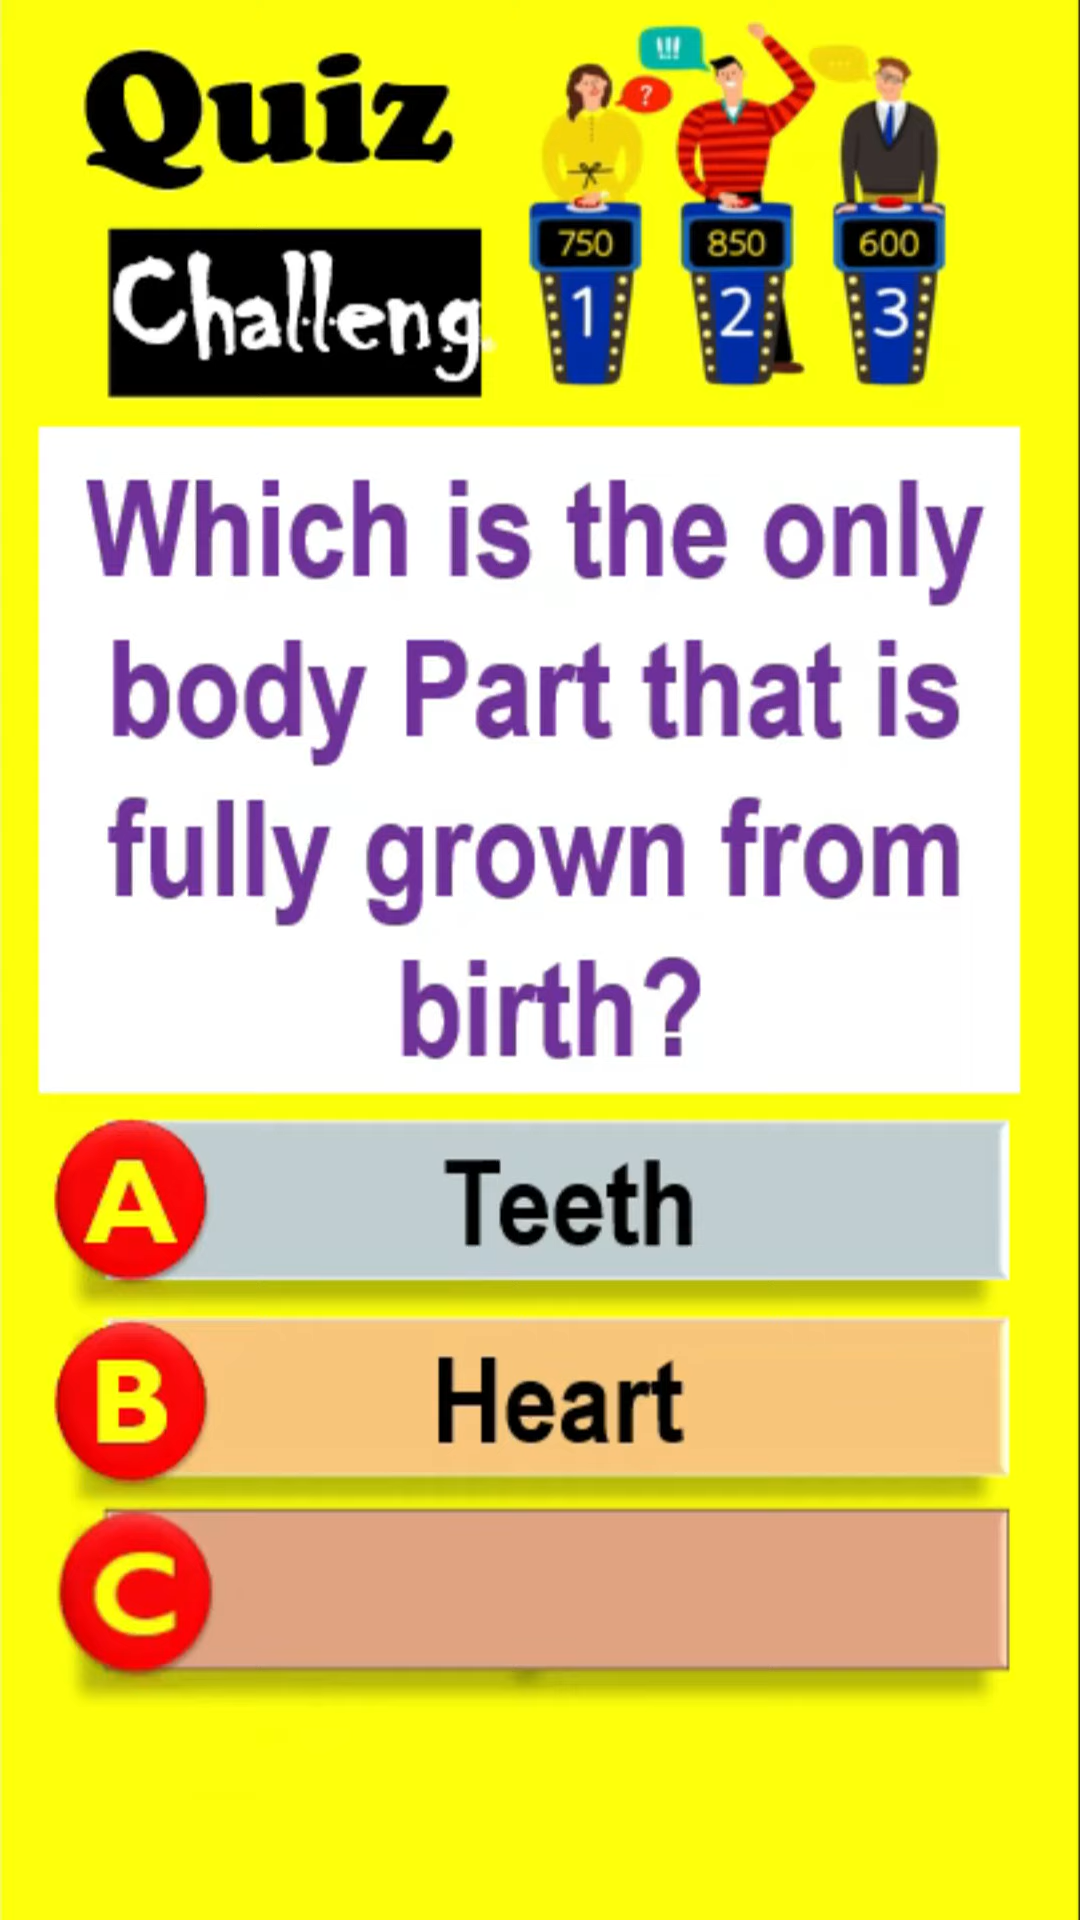 Quiz
Challeng
!!!
?
...
750
850
600
1
2
3
Which is the only
body Part that is
fully grown from
birth?
A
Teeth
B
Heart
C